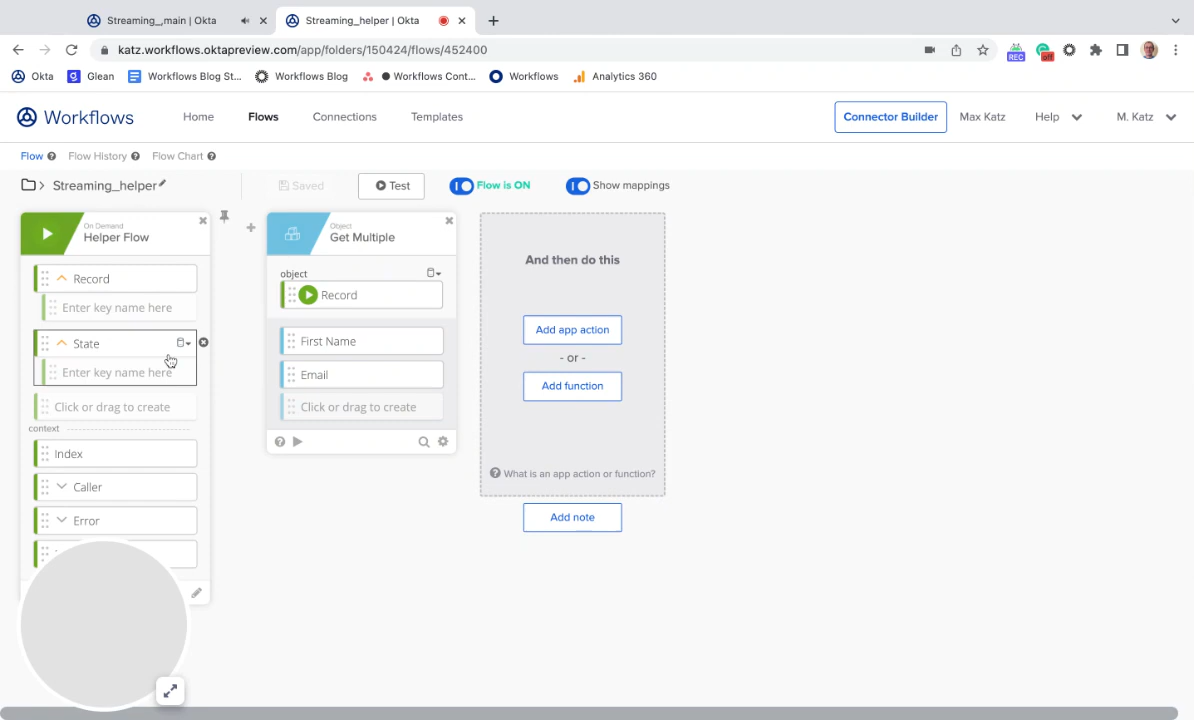 Streaming_,main | Okta
Streaming_helper | Okta
katz.workflows.oktapreview.com/app/folders/150424/flows/452400
REC
off
Okta
Glean
Workflows Blog St...
Workflows Blog
Workflows Cont...
Workflows
Analytics 360
Workflows
Home
Flows
Connections
Templates
Connector Builder
Max Katz
Help
M. Katz
Flow
Flow History
Flow Chart
Streaming_helper
Saved
Test
Flow is ON
Show mappings
On Demand
Helper Flow
Record
Enter key name here
State
Enter key name here
Click or drag to create
context
Index
Caller
Error
Object
Get Multiple
object
Record
First Name
Email
Click or drag to create
And then do this
Add app action
- or -
Add function
What is an app action or function?
Add note